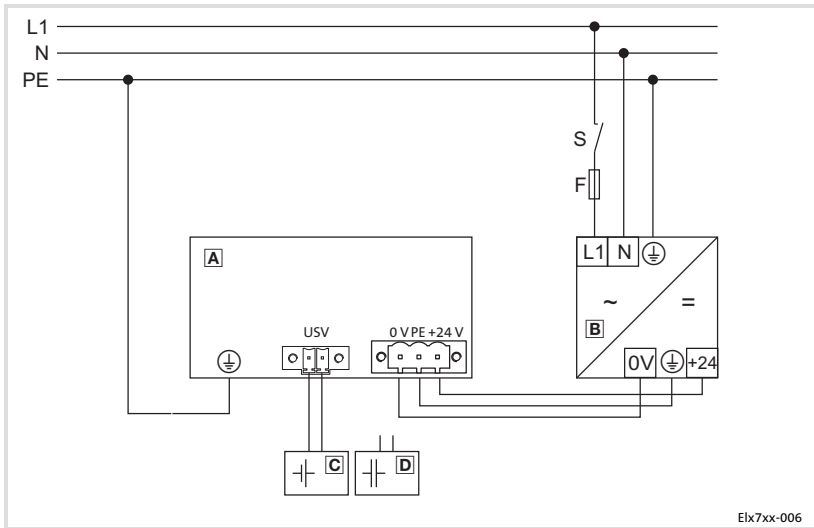 L1
N
PE
S
F
L1 N
A
~ =
B
USV
0 V PE +24 V
0V +24
C
D
Elx7xx-006